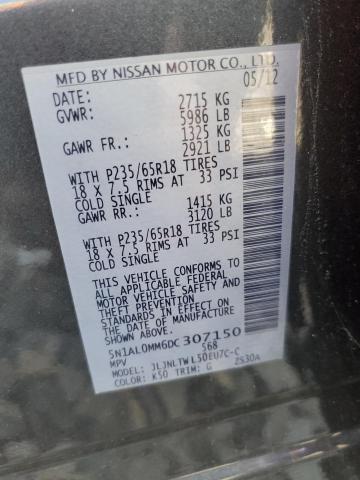 MFD BY NISSAN MOTOR CO., LTD.
DATE: 05/12
GVWR: 2715 KG
5986 LB
GAWR FR: 1325 KG
2921 LB
WITH P235/65R18 TIRES
18 X 7.5 RIMS AT 33 PSI
COLD SINGLE
GAWR RR: 1415 KG
3120 LB
WITH P235/65R18 TIRES
18 X 7.5 RIMS AT 33 PSI
COLD SINGLE
THIS VEHICLE CONFORMS TO
ALL APPLICABLE FEDERAL
MOTOR VEHICLE SAFETY AND
THEFT PREVENTION
STANDARDS IN EFFECT ON THE
DATE OF MANUFACTURE
5N1AL0MM6DC307150
MPV 568
MODEL: JLJNLTWL50EU7C-C
COLOR: K50 TRIM: G ZS30A